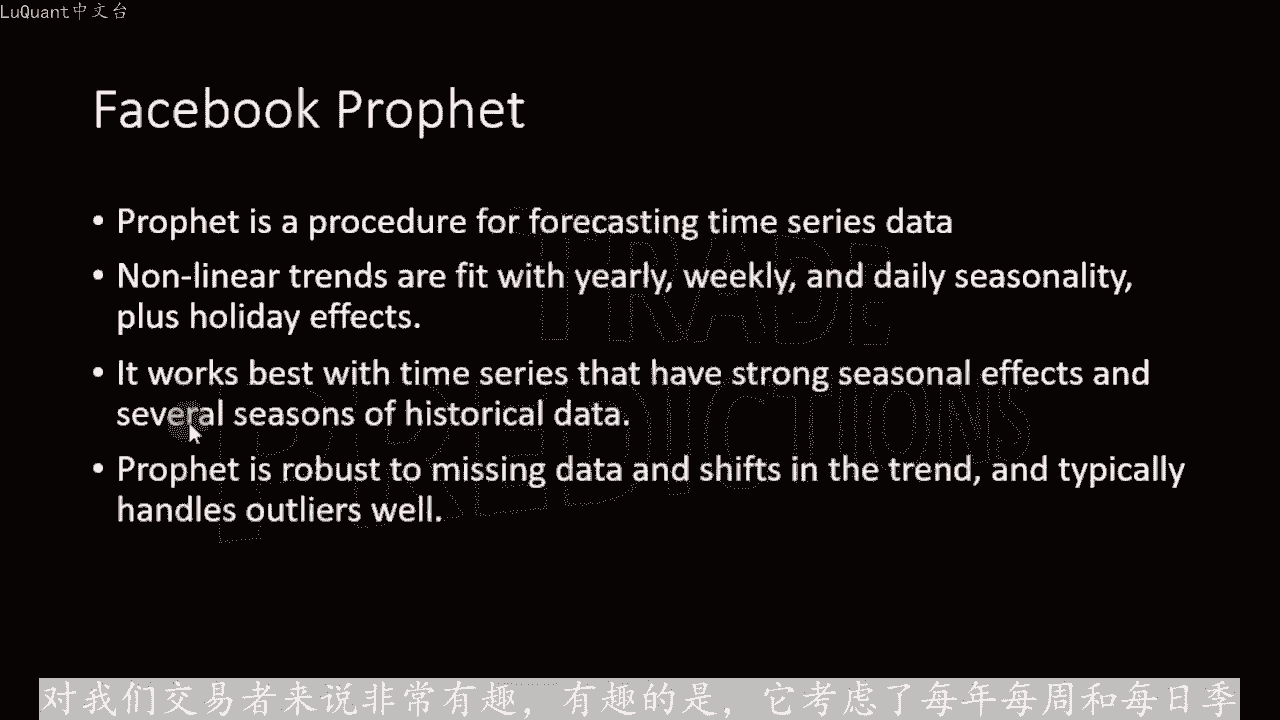 LuQuant中文台
Facebook Prophet
• Prophet is a procedure for forecasting time series data
• Non-linear trends are fit with yearly, weekly, and daily seasonality,
plus holiday effects.
• It works best with time series that have strong seasonal effects and
several seasons of historical data.
• Prophet is robust to missing data and shifts in the trend, and typically
handles outliers well.
TRADE
PREDICTIONS
对我们交易者来说非常有趣，有趣的是，它考虑了每年每周和每日季